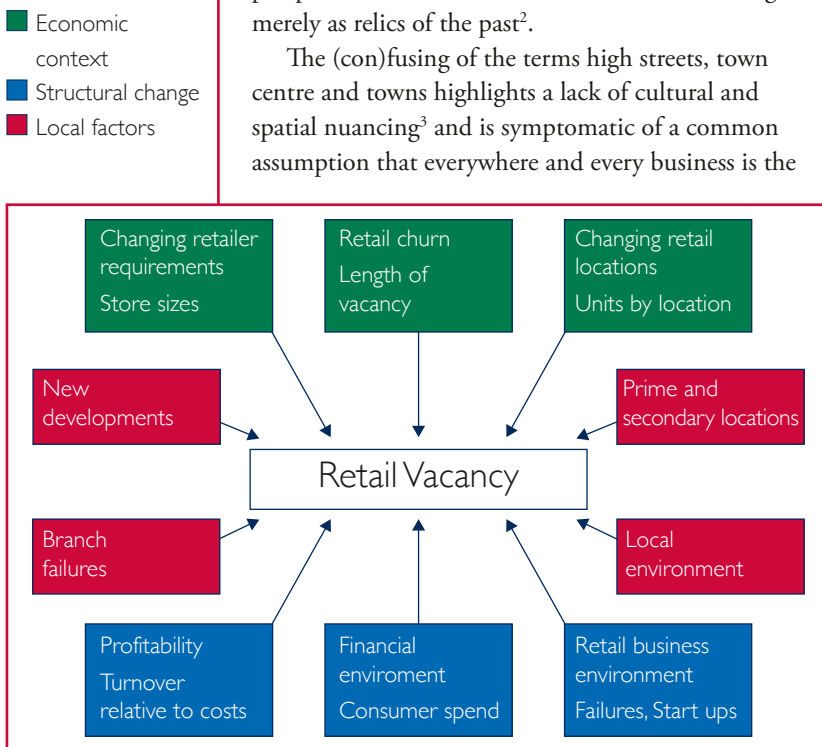 Economic
context
Structural change
Local factors
merely as relics of the past².
The (con)fusing of the terms high streets, town
centre and towns highlights a lack of cultural and
spatial nuancing³ and is symptomatic of a common
assumption that everywhere and every business is the
Changing retailer
requirements
Store sizes
Retail churn
Length of
vacancy
Changing retail
locations
Units by location
New
developments
Prime and
secondary locations
Retail Vacancy
Branch
failures
Local
environment
Profitability
Turnover
relative to costs
Financial
enviroment
Consumer spend
Retail business
environment
Failures, Start ups